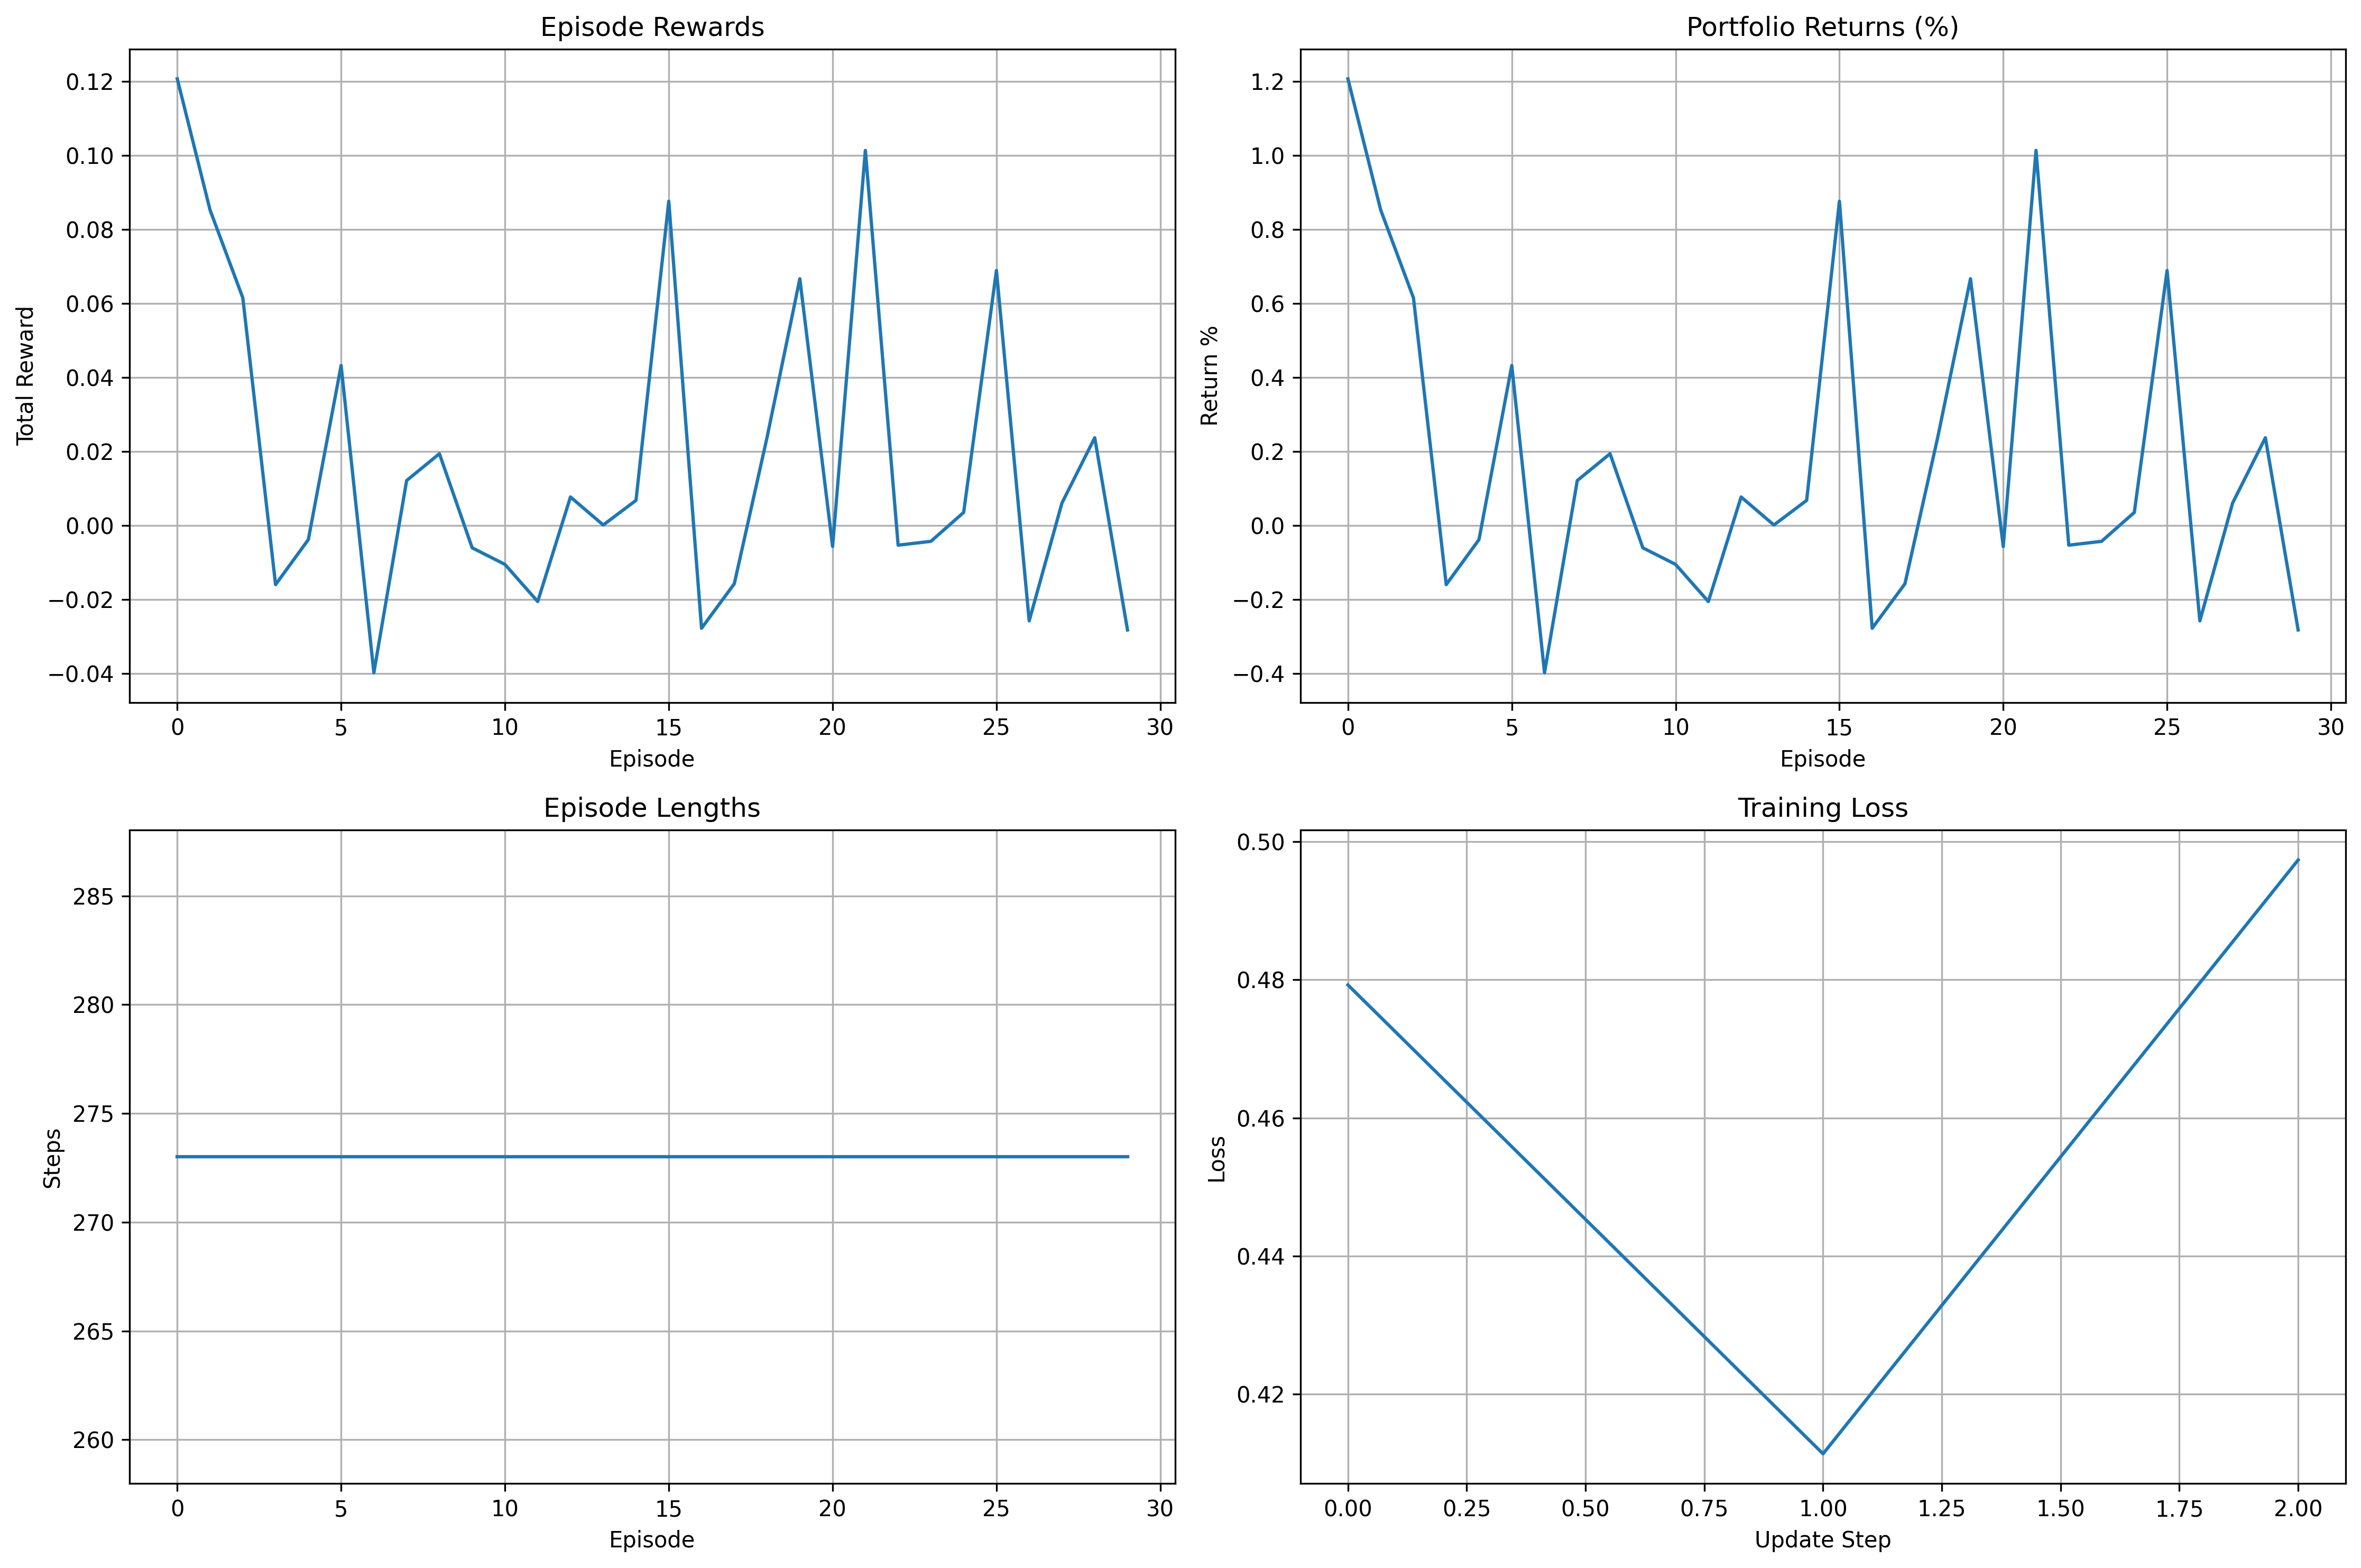 Episode Rewards
Total Reward
0.12
0.10
0.08
0.06
0.04
0.02
0.00
−0.02
−0.04
0 5 10 15 20 25 30
Episode
Portfolio Returns (%)
Return %
1.2
1.0
0.8
0.6
0.4
0.2
0.0
−0.2
−0.4
0 5 10 15 20 25 30
Episode
Episode Lengths
Steps
285
280
275
270
265
260
0 5 10 15 20 25 30
Episode
Training Loss
Loss
0.50
0.48
0.46
0.44
0.42
0.00 0.25 0.50 0.75 1.00 1.25 1.50 1.75 2.00
Update Step